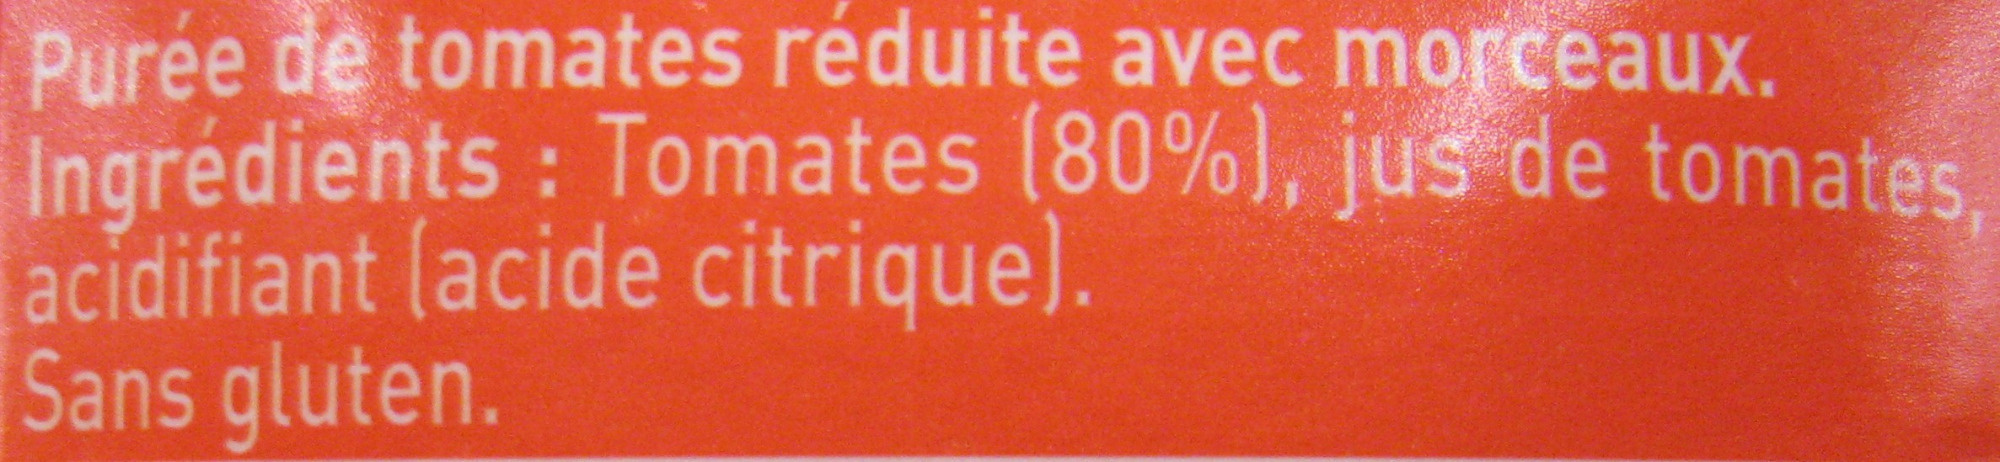 Purée de tomates réduite avec morceaux.
Ingrédients : Tomates (80%), jus de tomates,
acidifiant (acide citrique).
Sans gluten.